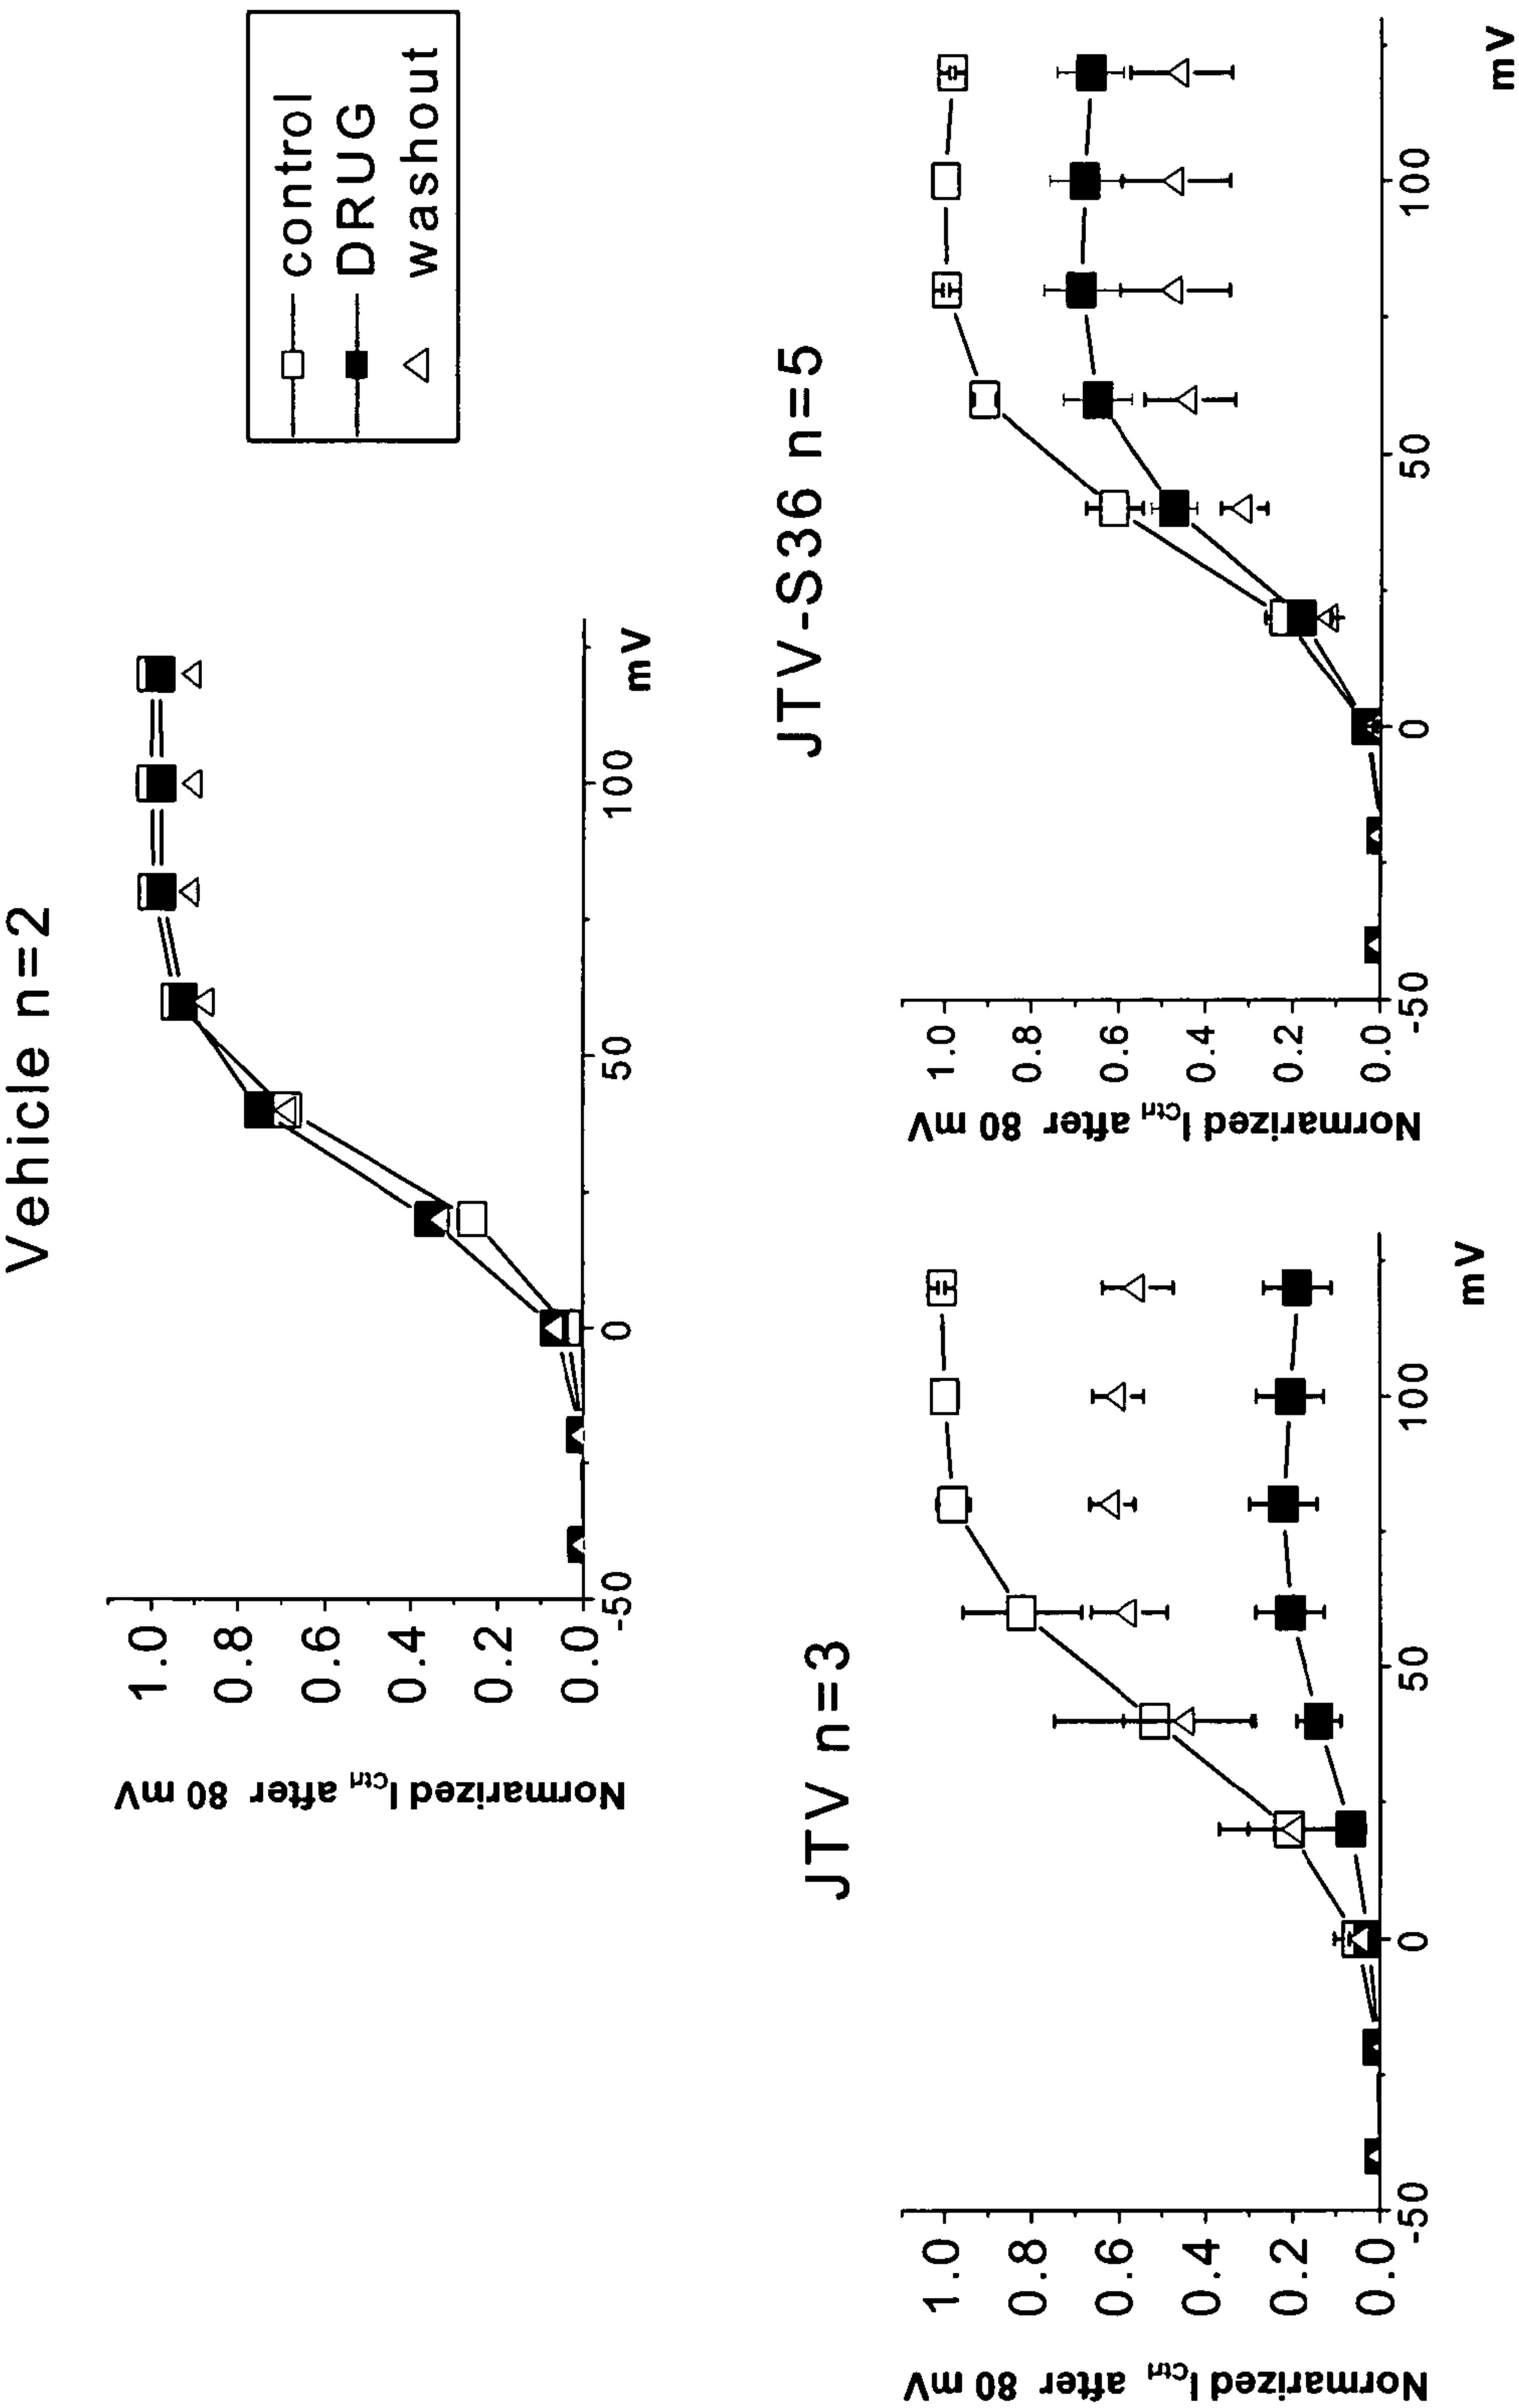 Vehicle n=2
control
DRUG
washout
Normarized I Ctrl after 80 mV
1.0
0.8
0.6
0.4
0.2
0.0
-50
0
50
100
mV
JTV n=3
Normarized I Ctrl after 80 mV
1.0
0.8
0.6
0.4
0.2
0.0
-50
0
50
100
mV
JTV-S36 n=5
Normarized I Ctrl after 80 mV
1.0
0.8
0.6
0.4
0.2
0.0
-50
0
50
100
mV